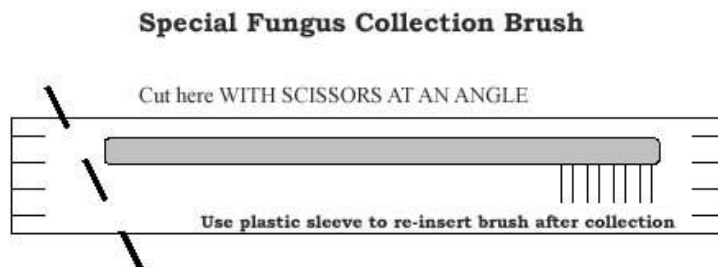 Special Fungus Collection Brush
Cut here WITH SCISSORS AT AN ANGLE
Use plastic sleeve to re-insert brush after collection